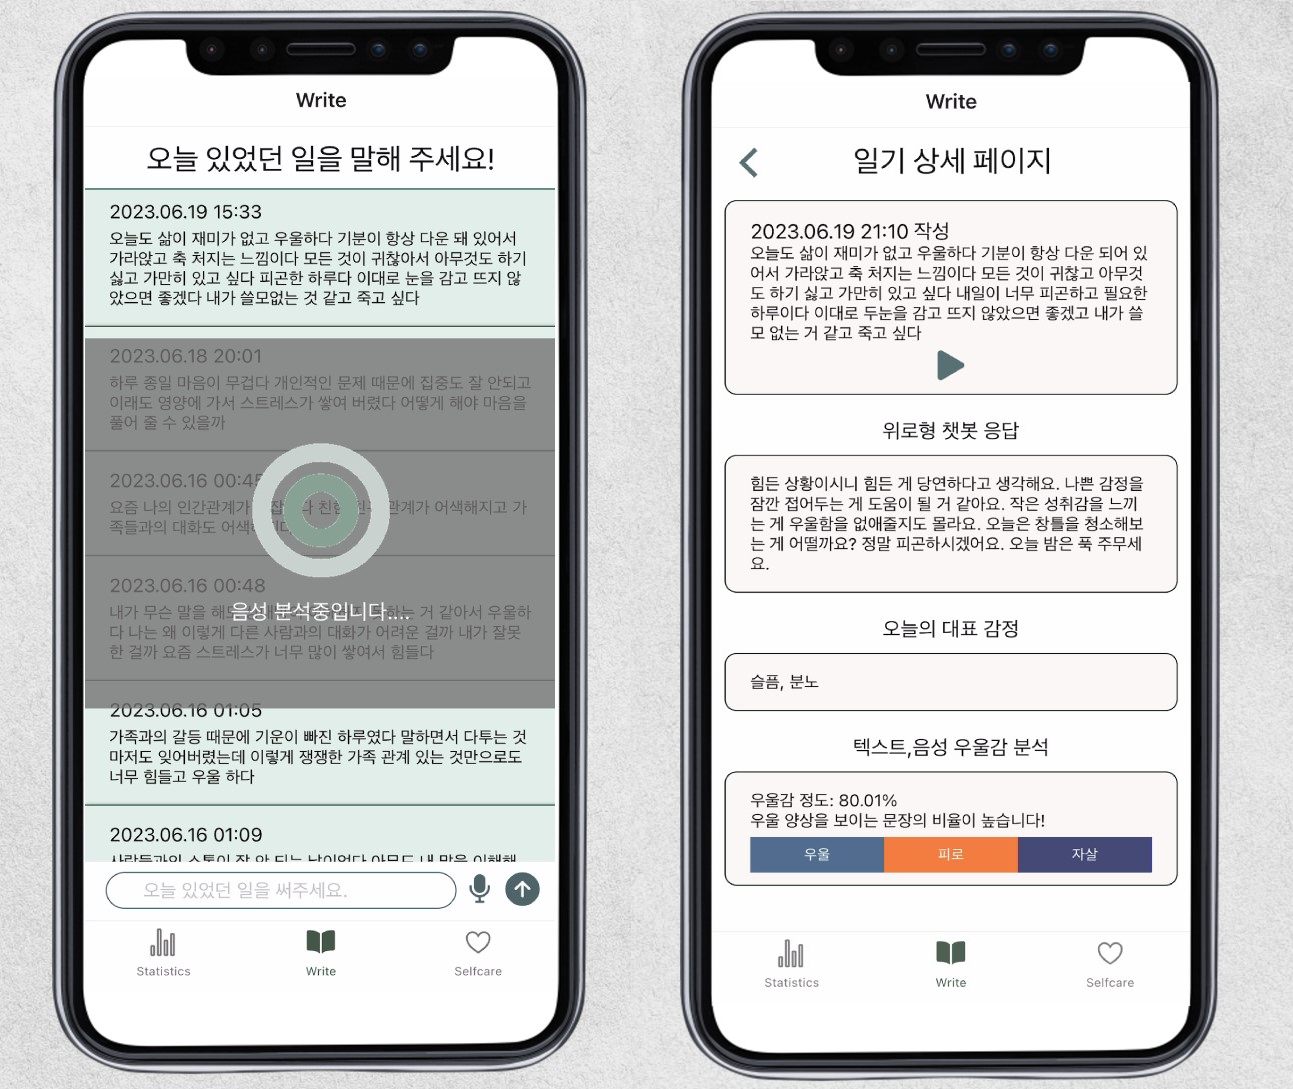 Write
오늘 있었던 일을 말해 주세요!
2023.06.19 15:33
오늘도 삶이 재미가 없고 우울하다 기분이 항상 다운 돼 있어서
가라앉고 축 처지는 느낌이다 모든 것이 귀찮아서 아무것도 하기
싫고 가만히 있고 싶다 피곤한 하루다 이대로 눈을 감고 뜨지 않
았으면 좋겠다 내가 쓸모없는 것 같고 죽고 싶다
2023.06.18 20:01
하루 종일 마음이 무겁다 개인적인 문제 때문에 집중도 잘 안되고
이래도 영양에 가서 스트레스가 쌓여 버렸다 어떻게 해야 마음을
풀어 줄 수 있을까
2023.06.16 00:45
요즘 나의 인간관계가 관계가 어색해지고 가
족들과의 대화도
2023.06.16 00:48
내가 무슨 말을 거 같아서 우울하
음성 분석중입니다....
다 나는 왜 이렇게 다른 사람과의 대화가 어려운 걸까 내가 잘못
한 걸까 요즘 스트레스가 너무 많이 쌓여서 힘들다
2023.06.16 01:05
가족과의 갈등 때문에 기운이 빠진 하루였다 말하면서 다투는 것
마저도 잊어버렸는데 이렇게 쟁쟁한 가족 관계 있는 것만으로도
너무 힘들고 우울 하다
2023.06.16 01:09
오늘 있었던 일을 써주세요.
Statistics
Write
Selfcare
Write
일기 상세 페이지
2023.06.19 21:10 작성
오늘도 삶이 재미가 없고 우울하다 기분이 항상 다운 되어 있
어서 가라앉고 축 처지는 느낌이다 모든 것이 귀찮고 아무것
도 하기 싫고 가만히 있고 싶다 내일이 너무 피곤하고 필요한
하루이다 이대로 두눈을 감고 뜨지 않았으면 좋겠고 내가 쓸
모 없는 거 같고 죽고 싶다
위로형 챗봇 응답
힘든 상황이시니 힘든 게 당연하다고 생각해요. 나쁜 감정을
잠깐 접어두는 게 도움이 될 거 같아요. 작은 성취감을 느끼
는 게 우울함을 없애줄지도 몰라요. 오늘은 창틀을 청소해보
는 게 어떨까요? 정말 피곤하시겠어요. 오늘 밤은 푹 주무세
요.
오늘의 대표 감정
슬픔, 분노
텍스트,음성 우울감 분석
우울감 정도: 80.01%
우울 양상을 보이는 문장의 비율이 높습니다!
우울
피로
자살
Statistics
Write
Selfcare